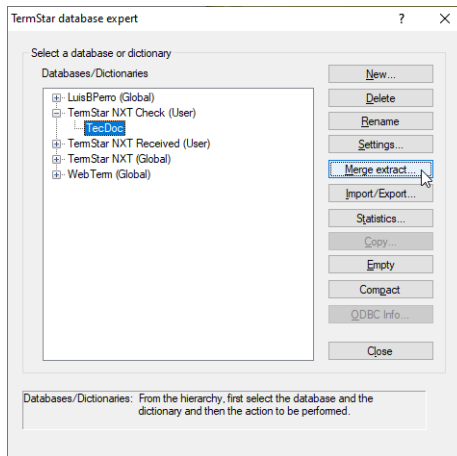 TermStar database expert
Select a database or dictionary
Databases/Dictionaries
LuisBPerro (Global)
TermStar NXT Check (User)
TecDoc
TermStar NXT Received (User)
TermStar NXT (Global)
WebTerm (Global)
New...
Delete
Rename
Settings...
Merge extract...
Import/Export...
Statistics...
Copy...
Empty
Compact
ODBC Info...
Close
Databases/Dictionaries: From the hierarchy, first select the database and the
dictionary and then the action to be performed.